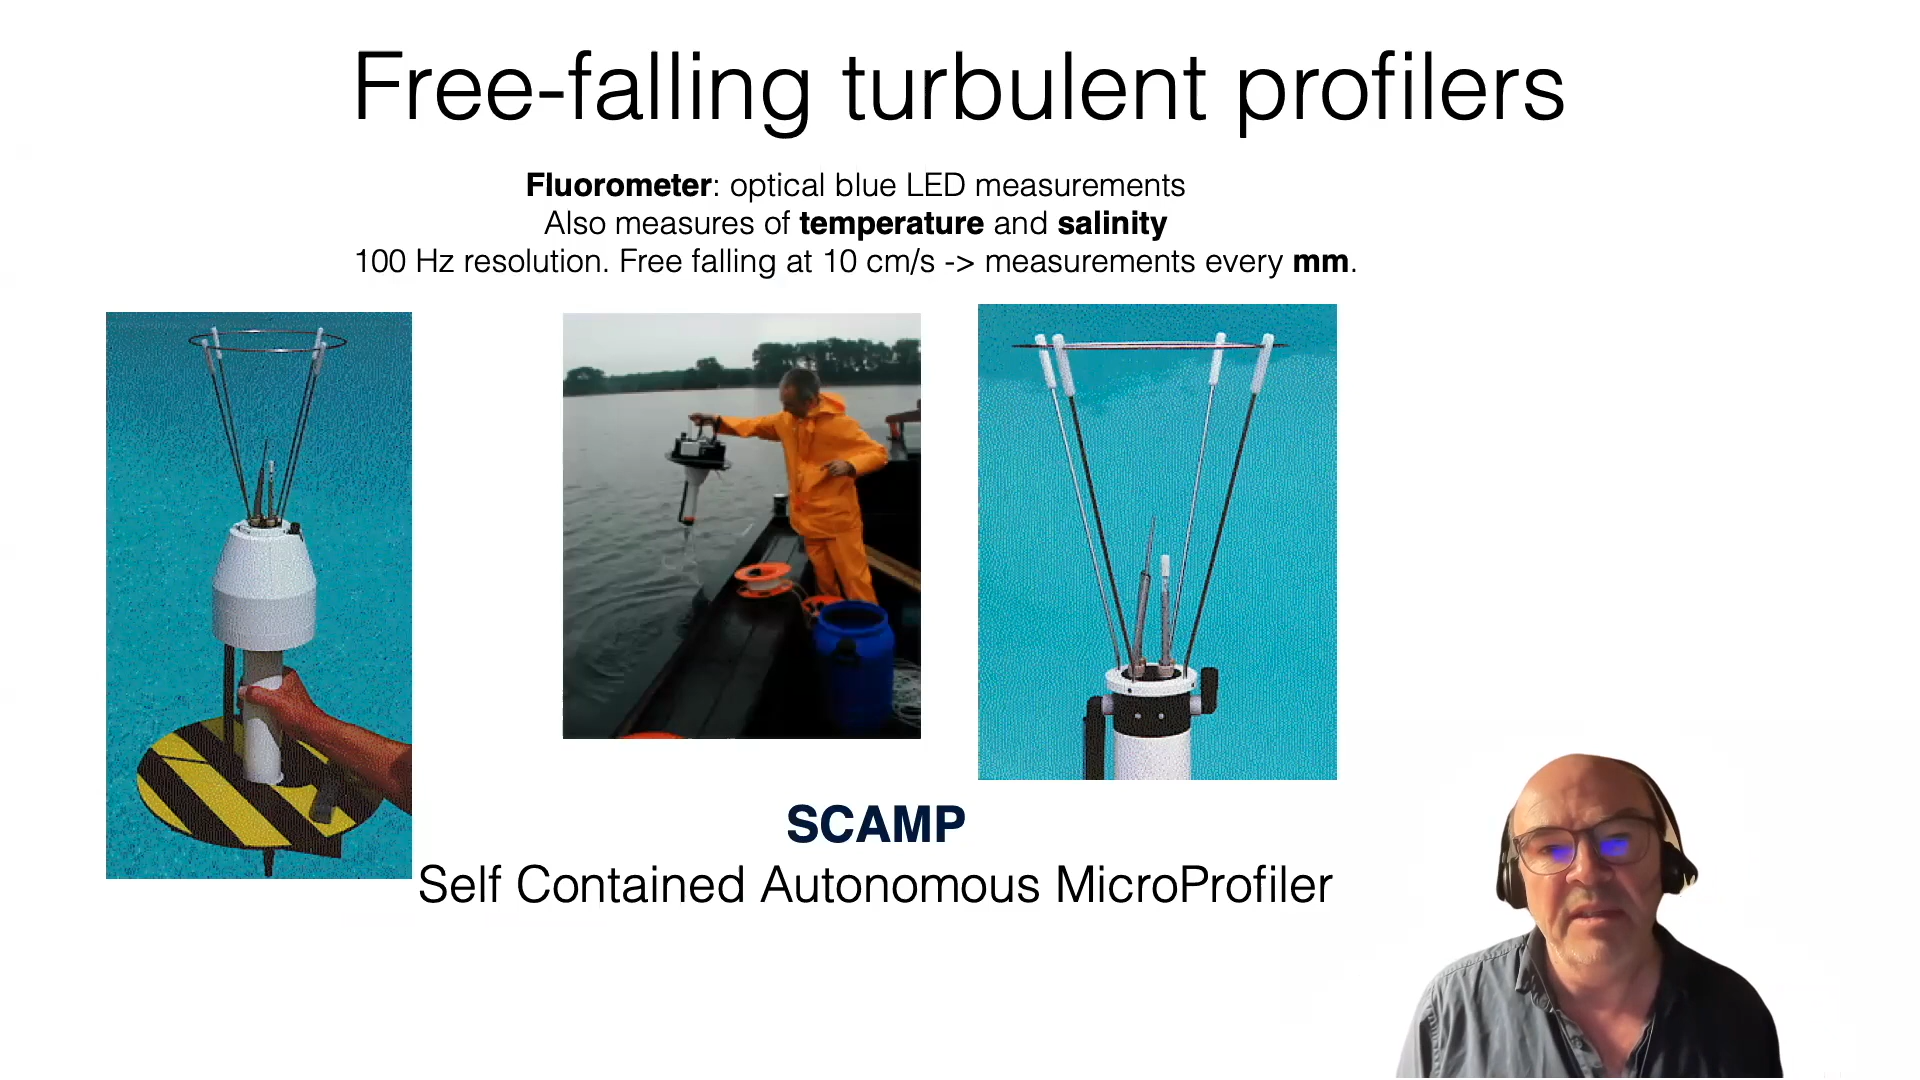 Free-falling turbulent profilers
Fluorometer: optical blue LED measurements
Also measures of temperature and salinity
100 Hz resolution. Free falling at 10 cm/s -> measurements every mm.
SCAMP
Self Contained Autonomous MicroProfiler